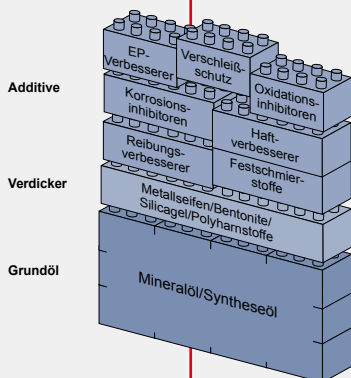 EP-
Verbesserer
Verschleiß-
schutz
Oxidations-
inhibitoren
Additive
Korrosions-
inhibitoren
Haft-
verbesserer
Reibungs-
verbesserer
Festschmier-
stoffe
Verdicker
Metallseifen/Bentonite/
Silicagel/Polyharnstoffe
Grundöl
Mineralöl/Syntheseöl